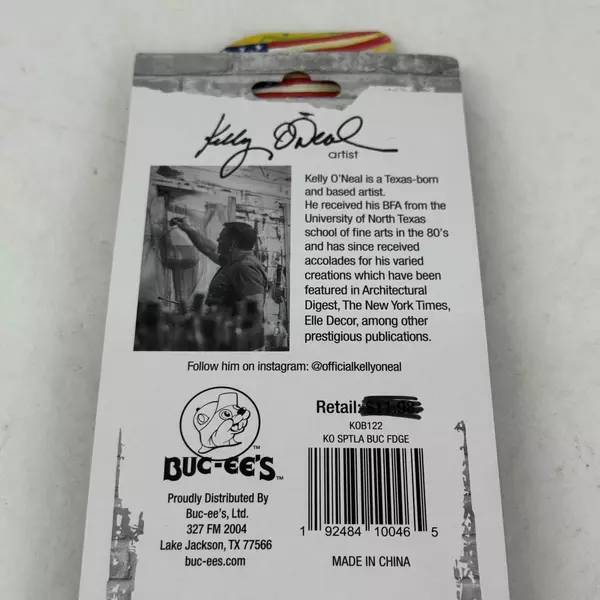 Kelly O'Neal
artist
Kelly O'Neal is a Texas-born
and based artist.
He received his BFA from the
University of North Texas
school of fine arts in the 80's
and has since received
accolades for his varied
creations which have been
featured in Architectural
Digest, The New York Times,
Elle Decor, among other
prestigious publications.
Follow him on instagram: @officialkellyoneal
BUC-EE'S™
Proudly Distributed By
Buc-ee's, Ltd.
327 FM 2004
Lake Jackson, TX 77566
buc-ees.com
Retail: $11.98
KOB122
KO SPTLA BUC FDGE
1 92484 10046 5
MADE IN CHINA